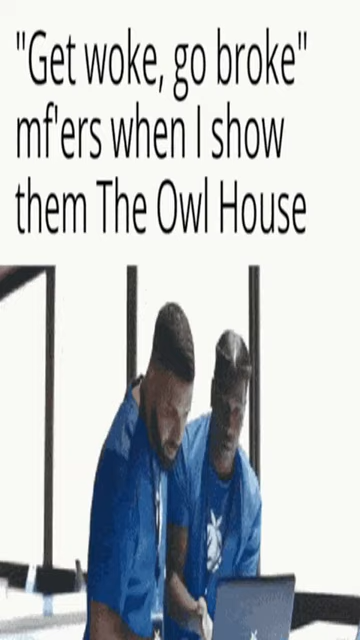 "Get woke, go broke"
mf'ers when I show
them The Owl House